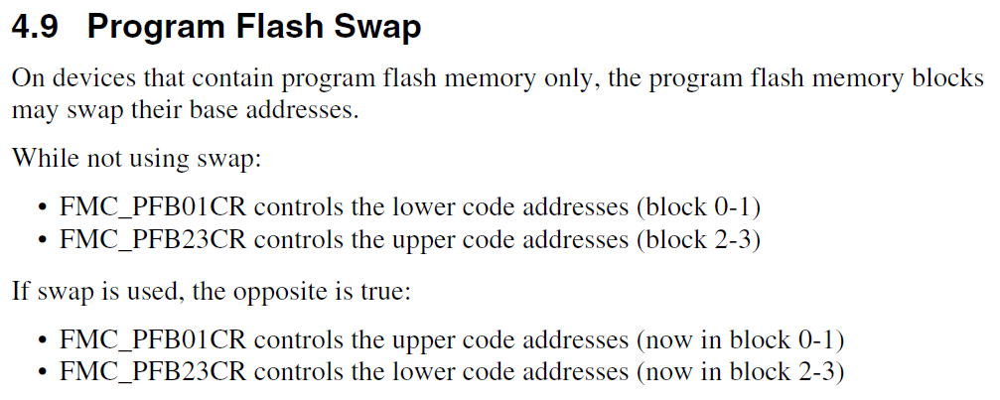 4.9 Program Flash Swap
On devices that contain program flash memory only, the program flash memory blocks
may swap their base addresses.
While not using swap:
• FMC_PFB01CR controls the lower code addresses (block 0-1)
• FMC_PFB23CR controls the upper code addresses (block 2-3)
If swap is used, the opposite is true:
• FMC_PFB01CR controls the upper code addresses (now in block 0-1)
• FMC_PFB23CR controls the lower code addresses (now in block 2-3)